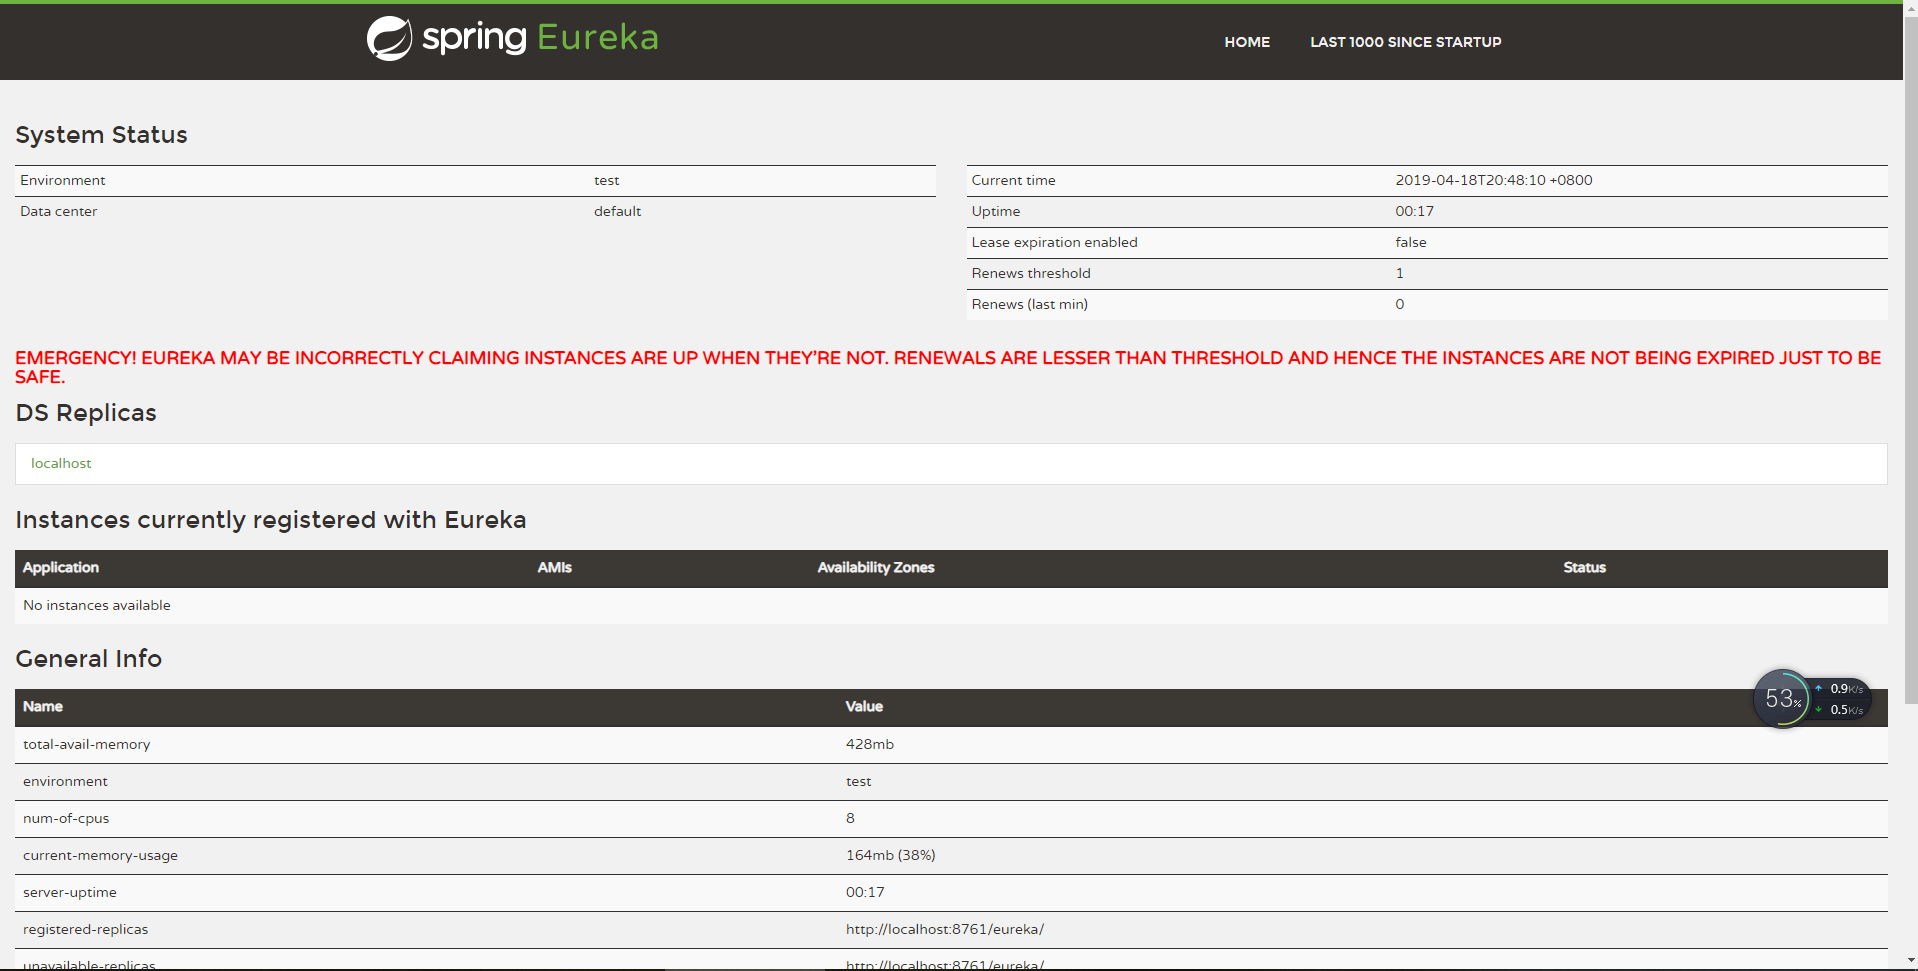 spring Eureka
HOME LAST 1000 SINCE STARTUP
System Status
Environment test
Data center default
Current time 2019-04-18T20:48:10 +0800
Uptime 00:17
Lease expiration enabled false
Renews threshold 1
Renews (last min) 0
EMERGENCY! EUREKA MAY BE INCORRECTLY CLAIMING INSTANCES ARE UP WHEN THEY'RE NOT. RENEWALS ARE LESSER THAN THRESHOLD AND HENCE THE INSTANCES ARE NOT BEING EXPIRED JUST TO BE
SAFE.
DS Replicas
localhost
Instances currently registered with Eureka
Application AMIs Availability Zones Status
No instances available
General Info
Name Value
53% 0.9K/s
0.5K/s
total-avail-memory 428mb
environment test
num-of-cpus 8
current-memory-usage 164mb (38%)
server-uptime 00:17
registered-replicas http://localhost:8761/eureka/
unavailable-replicas http://localhost:8761/eureka/